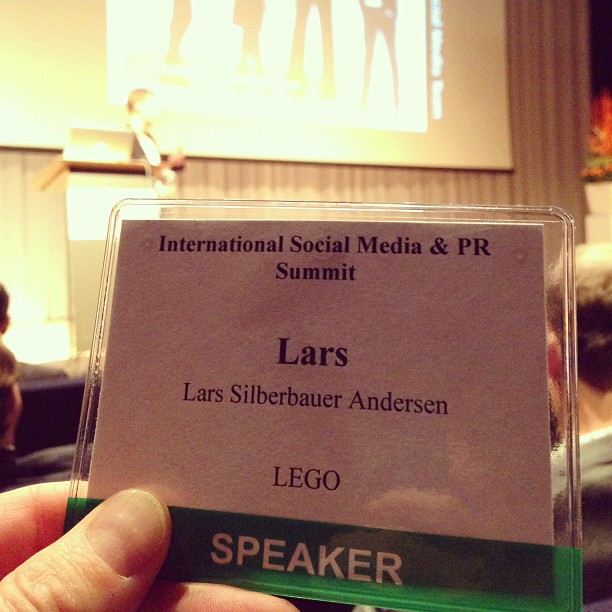 International Social Media & PR
Summit
Lars
Lars Silberbauer Andersen
LEGO
SPEAKER